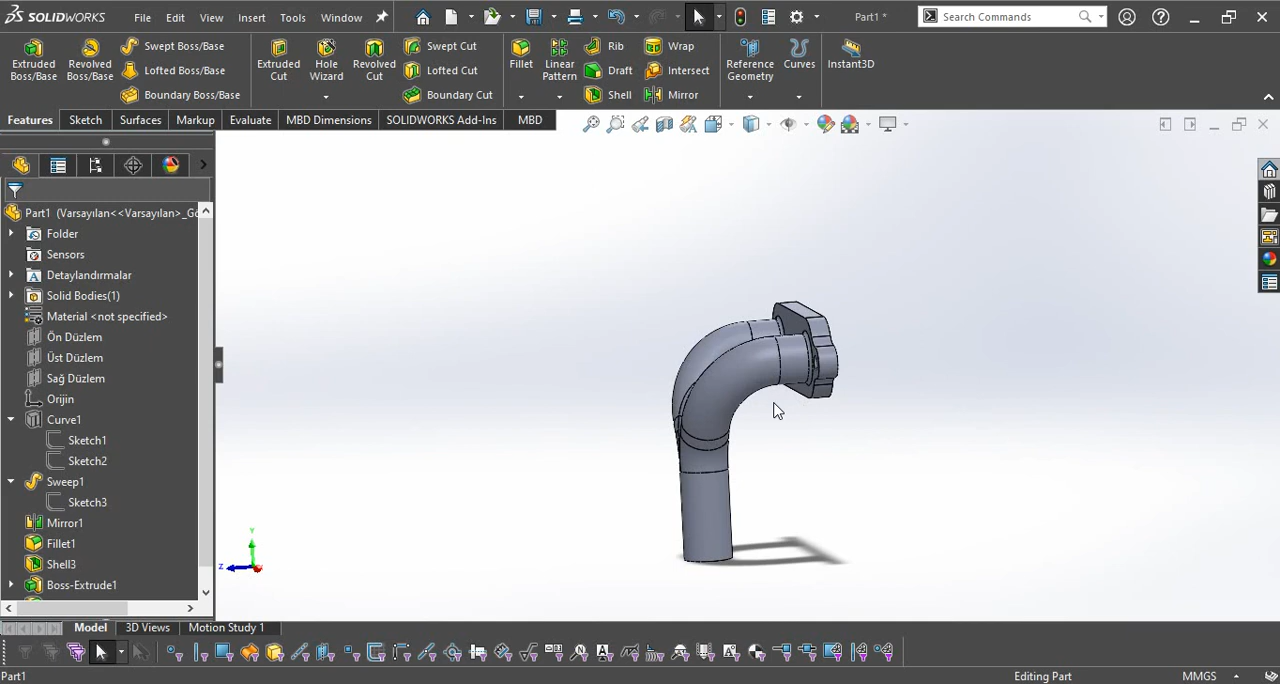 SOLIDWORKS File Edit View Insert Tools Window Part1 * Search Commands
Extruded Boss/Base
Revolved Boss/Base
Swept Boss/Base
Lofted Boss/Base
Boundary Boss/Base
Extruded Cut
Hole Wizard
Revolved Cut
Swept Cut
Lofted Cut
Boundary Cut
Fillet
Linear Pattern
Rib
Draft
Shell
Wrap
Intersect
Mirror
Reference Geometry
Curves
Instant3D
Features Sketch Surfaces Markup Evaluate MBD Dimensions SOLIDWORKS Add-Ins MBD
Part1 (Varsayılan<<Varsayılan>_Gö
Folder
Sensors
Detaylandırmalar
Solid Bodies(1)
Material <not specified>
Ön Düzlem
Üst Düzlem
Sağ Düzlem
Orijin
Curve1
Sketch1
Sketch2
Sweep1
Sketch3
Mirror1
Fillet1
Shell3
Boss-Extrude1
Y
Z
Model 3D Views Motion Study 1
Part1 Editing Part MMGS